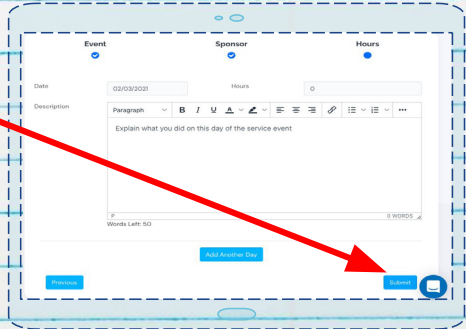 Event Sponsor Hours
Date 02/03/2021 Hours 0
Description
Paragraph B I U A
Explain what you did on this day of the service event
P 0 WORDS
Words Left: 50
Add Another Day
Previous Submit